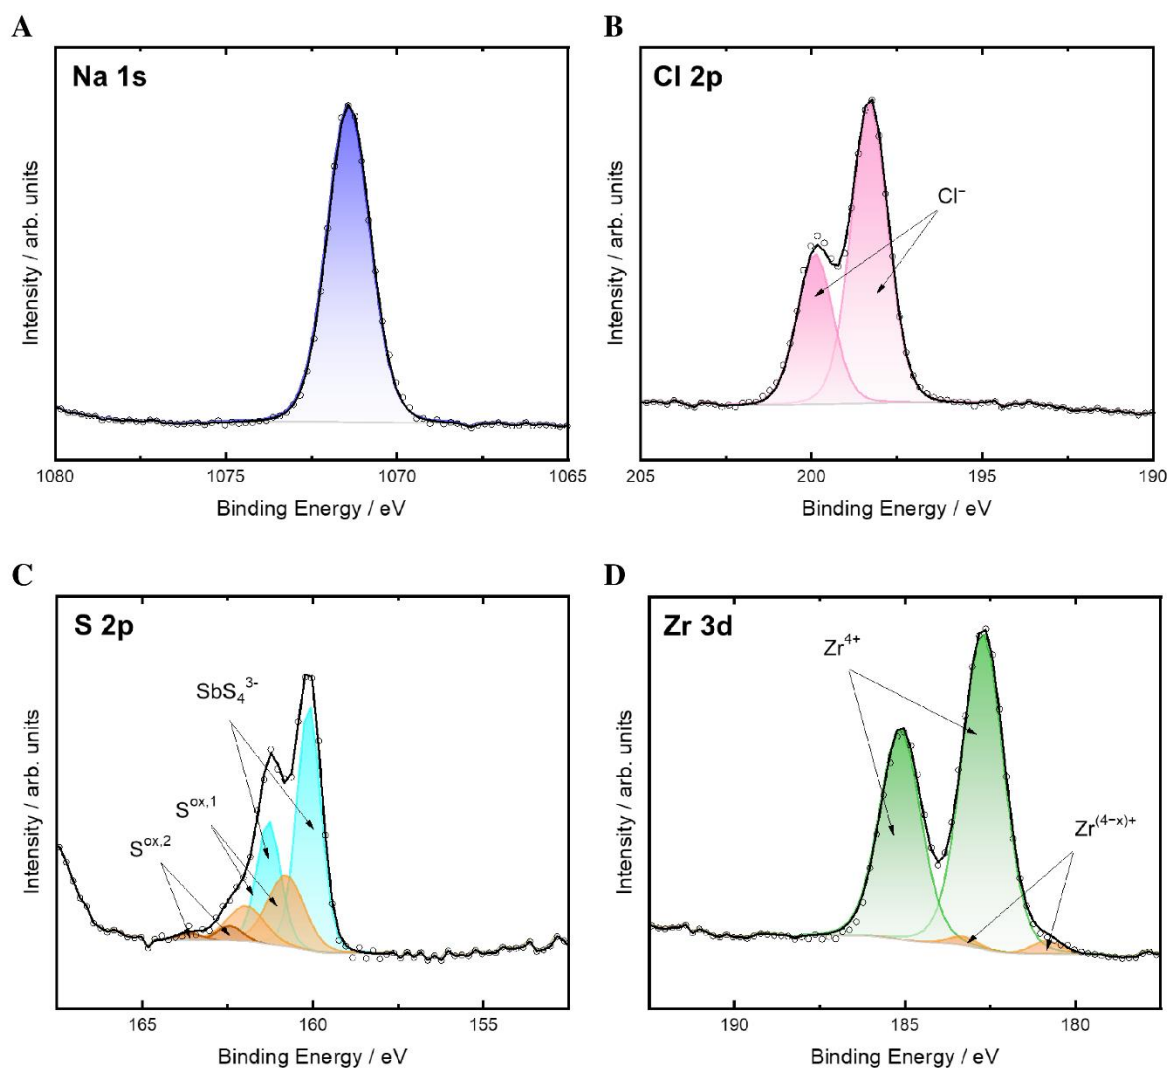 A
Na 1s
Intensity / arb. units
1080 1075 1070 1065
Binding Energy / eV
B
Cl 2p
Cl⁻
Intensity / arb. units
205 200 195 190
Binding Energy / eV
C
S 2p
SbS₄³⁻
S^ox,1
S^ox,2
Intensity / arb. units
165 160 155
Binding Energy / eV
D
Zr 3d
Zr⁴⁺
Zr⁽⁴⁻ˣ⁾⁺
Intensity / arb. units
190 185 180
Binding Energy / eV